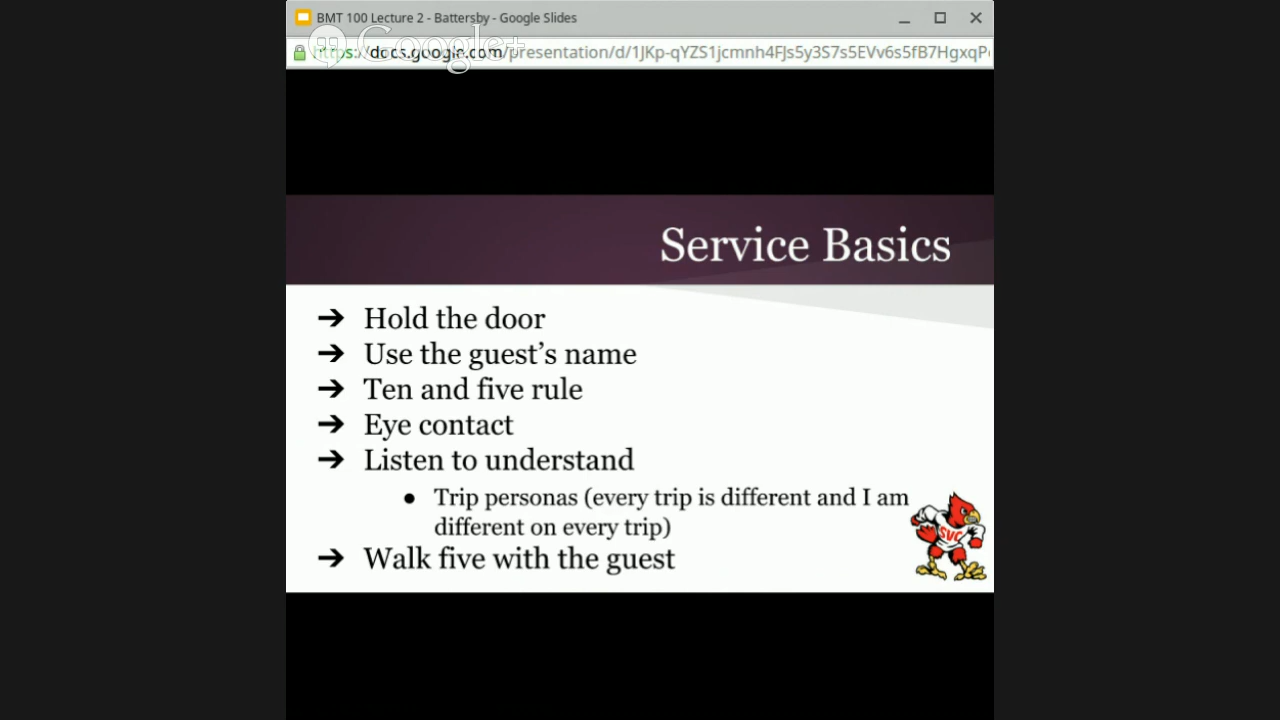 BMT 100 Lecture 2 - Battersby - Google Slides
Google+
https://docs.google.com/presentation/d/1JKp-qYZS1jcmnh4FJs5y3S7s5EVv6s5fB7HgxqP
Service Basics
➔ Hold the door
➔ Use the guest’s name
➔ Ten and five rule
➔ Eye contact
➔ Listen to understand
● Trip personas (every trip is different and I am
different on every trip)
➔ Walk five with the guest
SVC